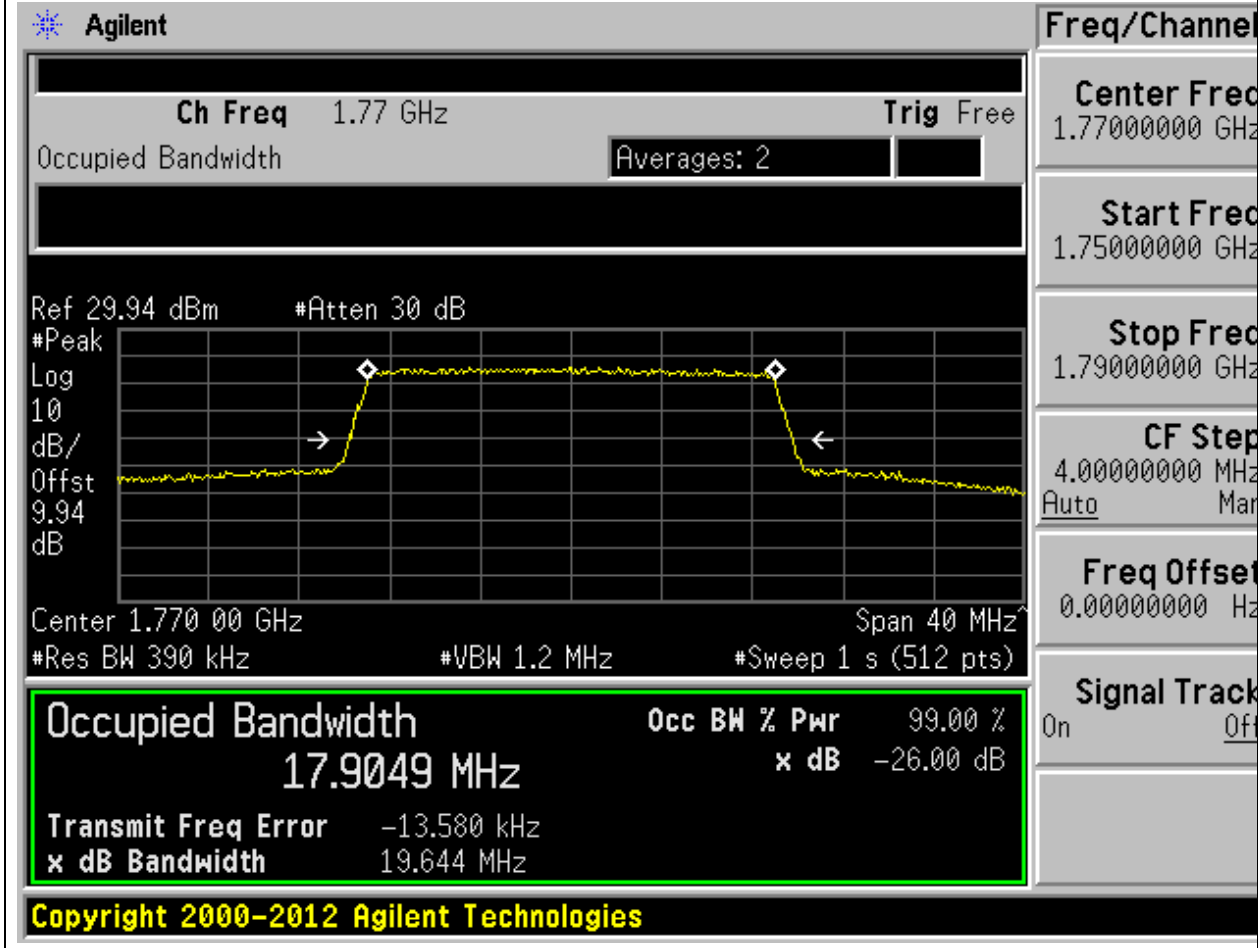 Agilent
Freq/Channel
Ch Freq 1.77 GHz Trig Free
Occupied Bandwidth Averages: 2
Center Freq
1.77000000 GHz
Start Freq
1.75000000 GHz
Stop Freq
1.79000000 GHz
CF Step
4.00000000 MHz
Auto Man
Freq Offset
0.00000000 Hz
Signal Track
On Off
Ref 29.94 dBm #Atten 30 dB
#Peak
Log
10
dB/
Offst
9.94
dB
Center 1.770 00 GHz Span 40 MHz^
#Res BW 390 kHz #VBW 1.2 MHz #Sweep 1 s (512 pts)
Occupied Bandwidth Occ BW % Pwr 99.00 %
17.9049 MHz x dB -26.00 dB
Transmit Freq Error -13.580 kHz
x dB Bandwidth 19.644 MHz
Copyright 2000-2012 Agilent Technologies